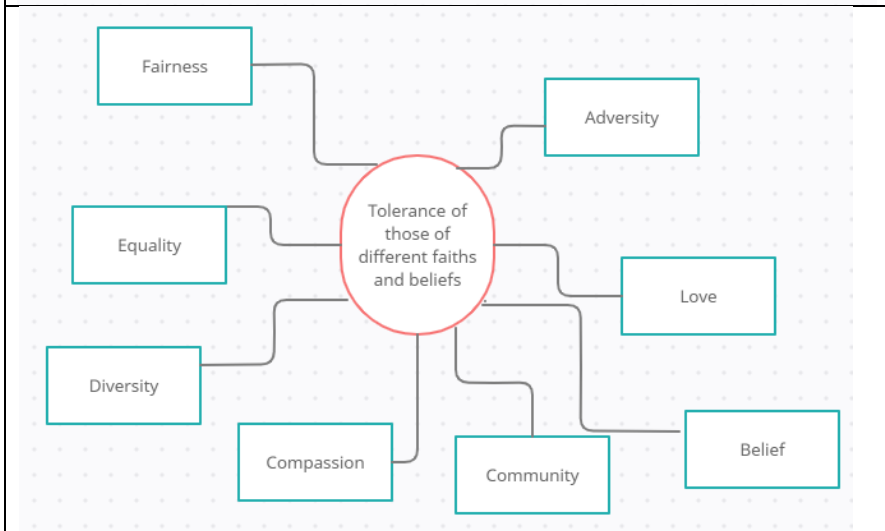 Fairness
Adversity
Tolerance of
those of
different faiths
and beliefs
Equality
Love
Diversity
Compassion
Community
Belief